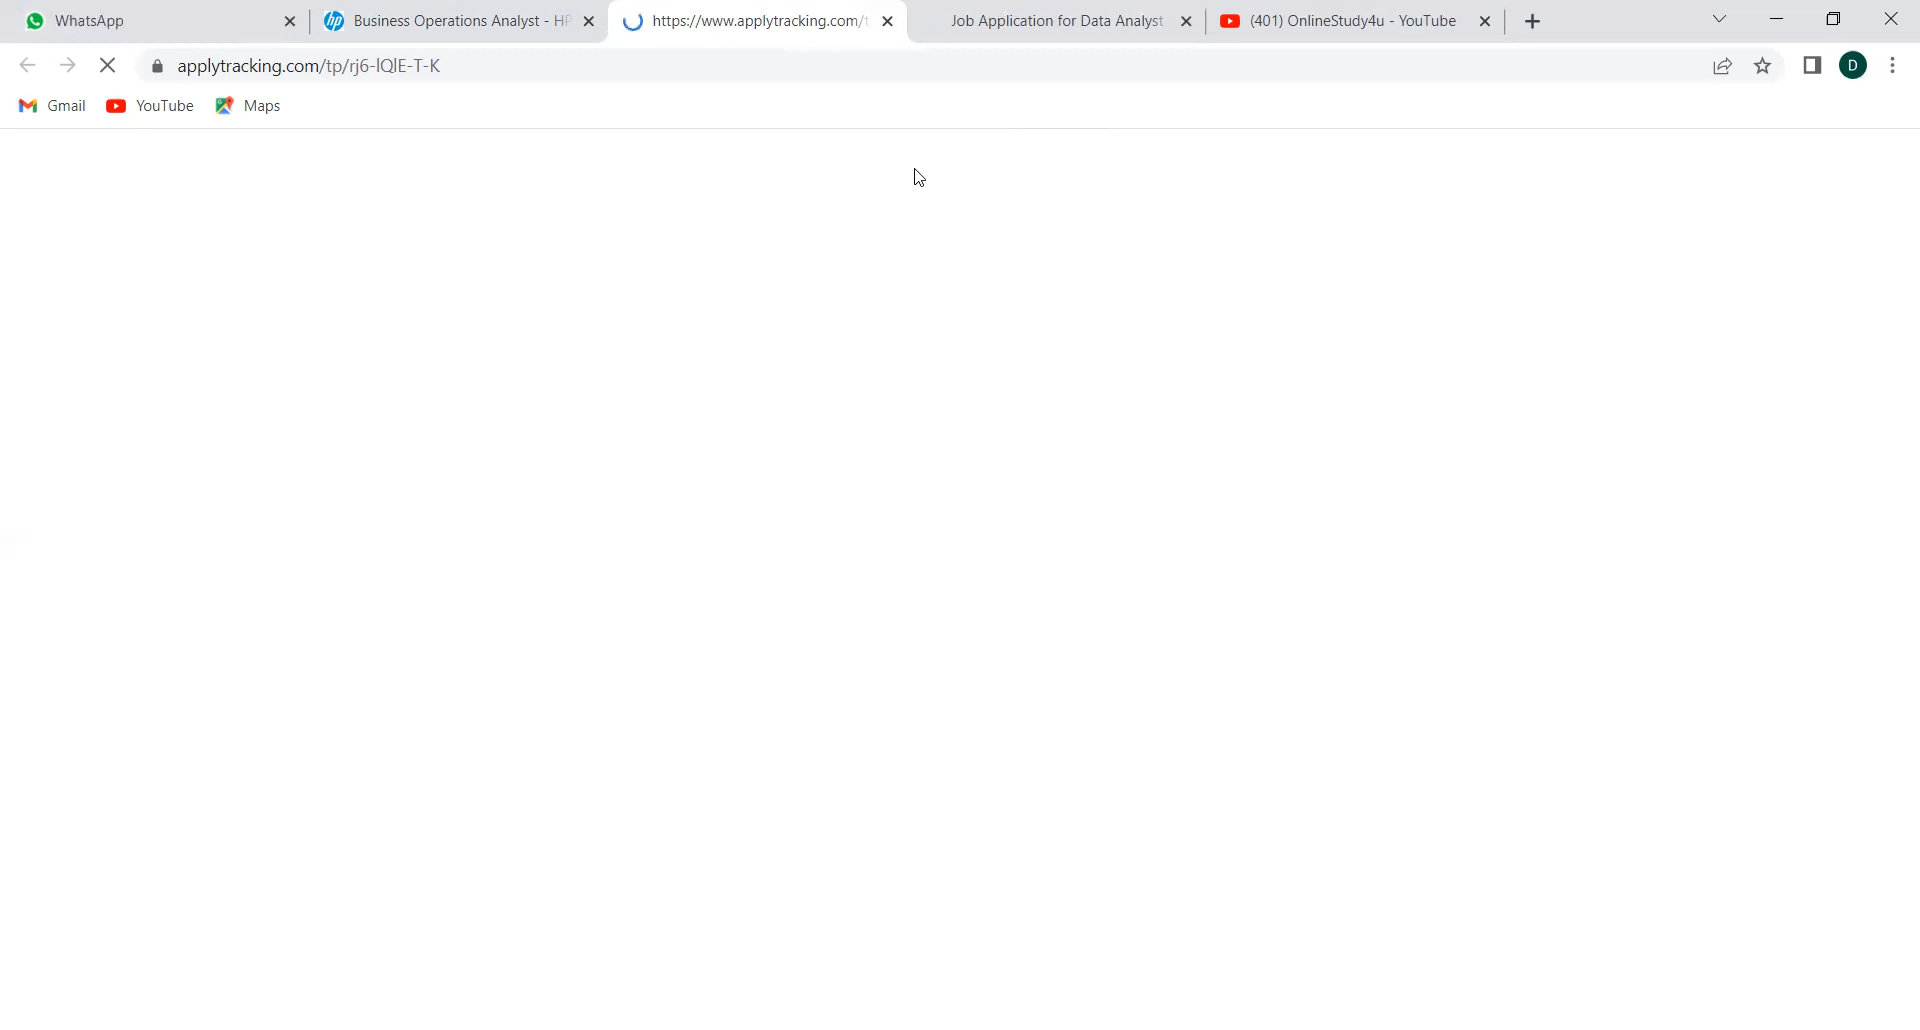 WhatsApp
Business Operations Analyst - HP
https://www.applytracking.com/t
Job Application for Data Analyst
(401) OnlineStudy4u - YouTube
applytracking.com/tp/rj6-IQIE-T-K
D
Gmail
YouTube
Maps